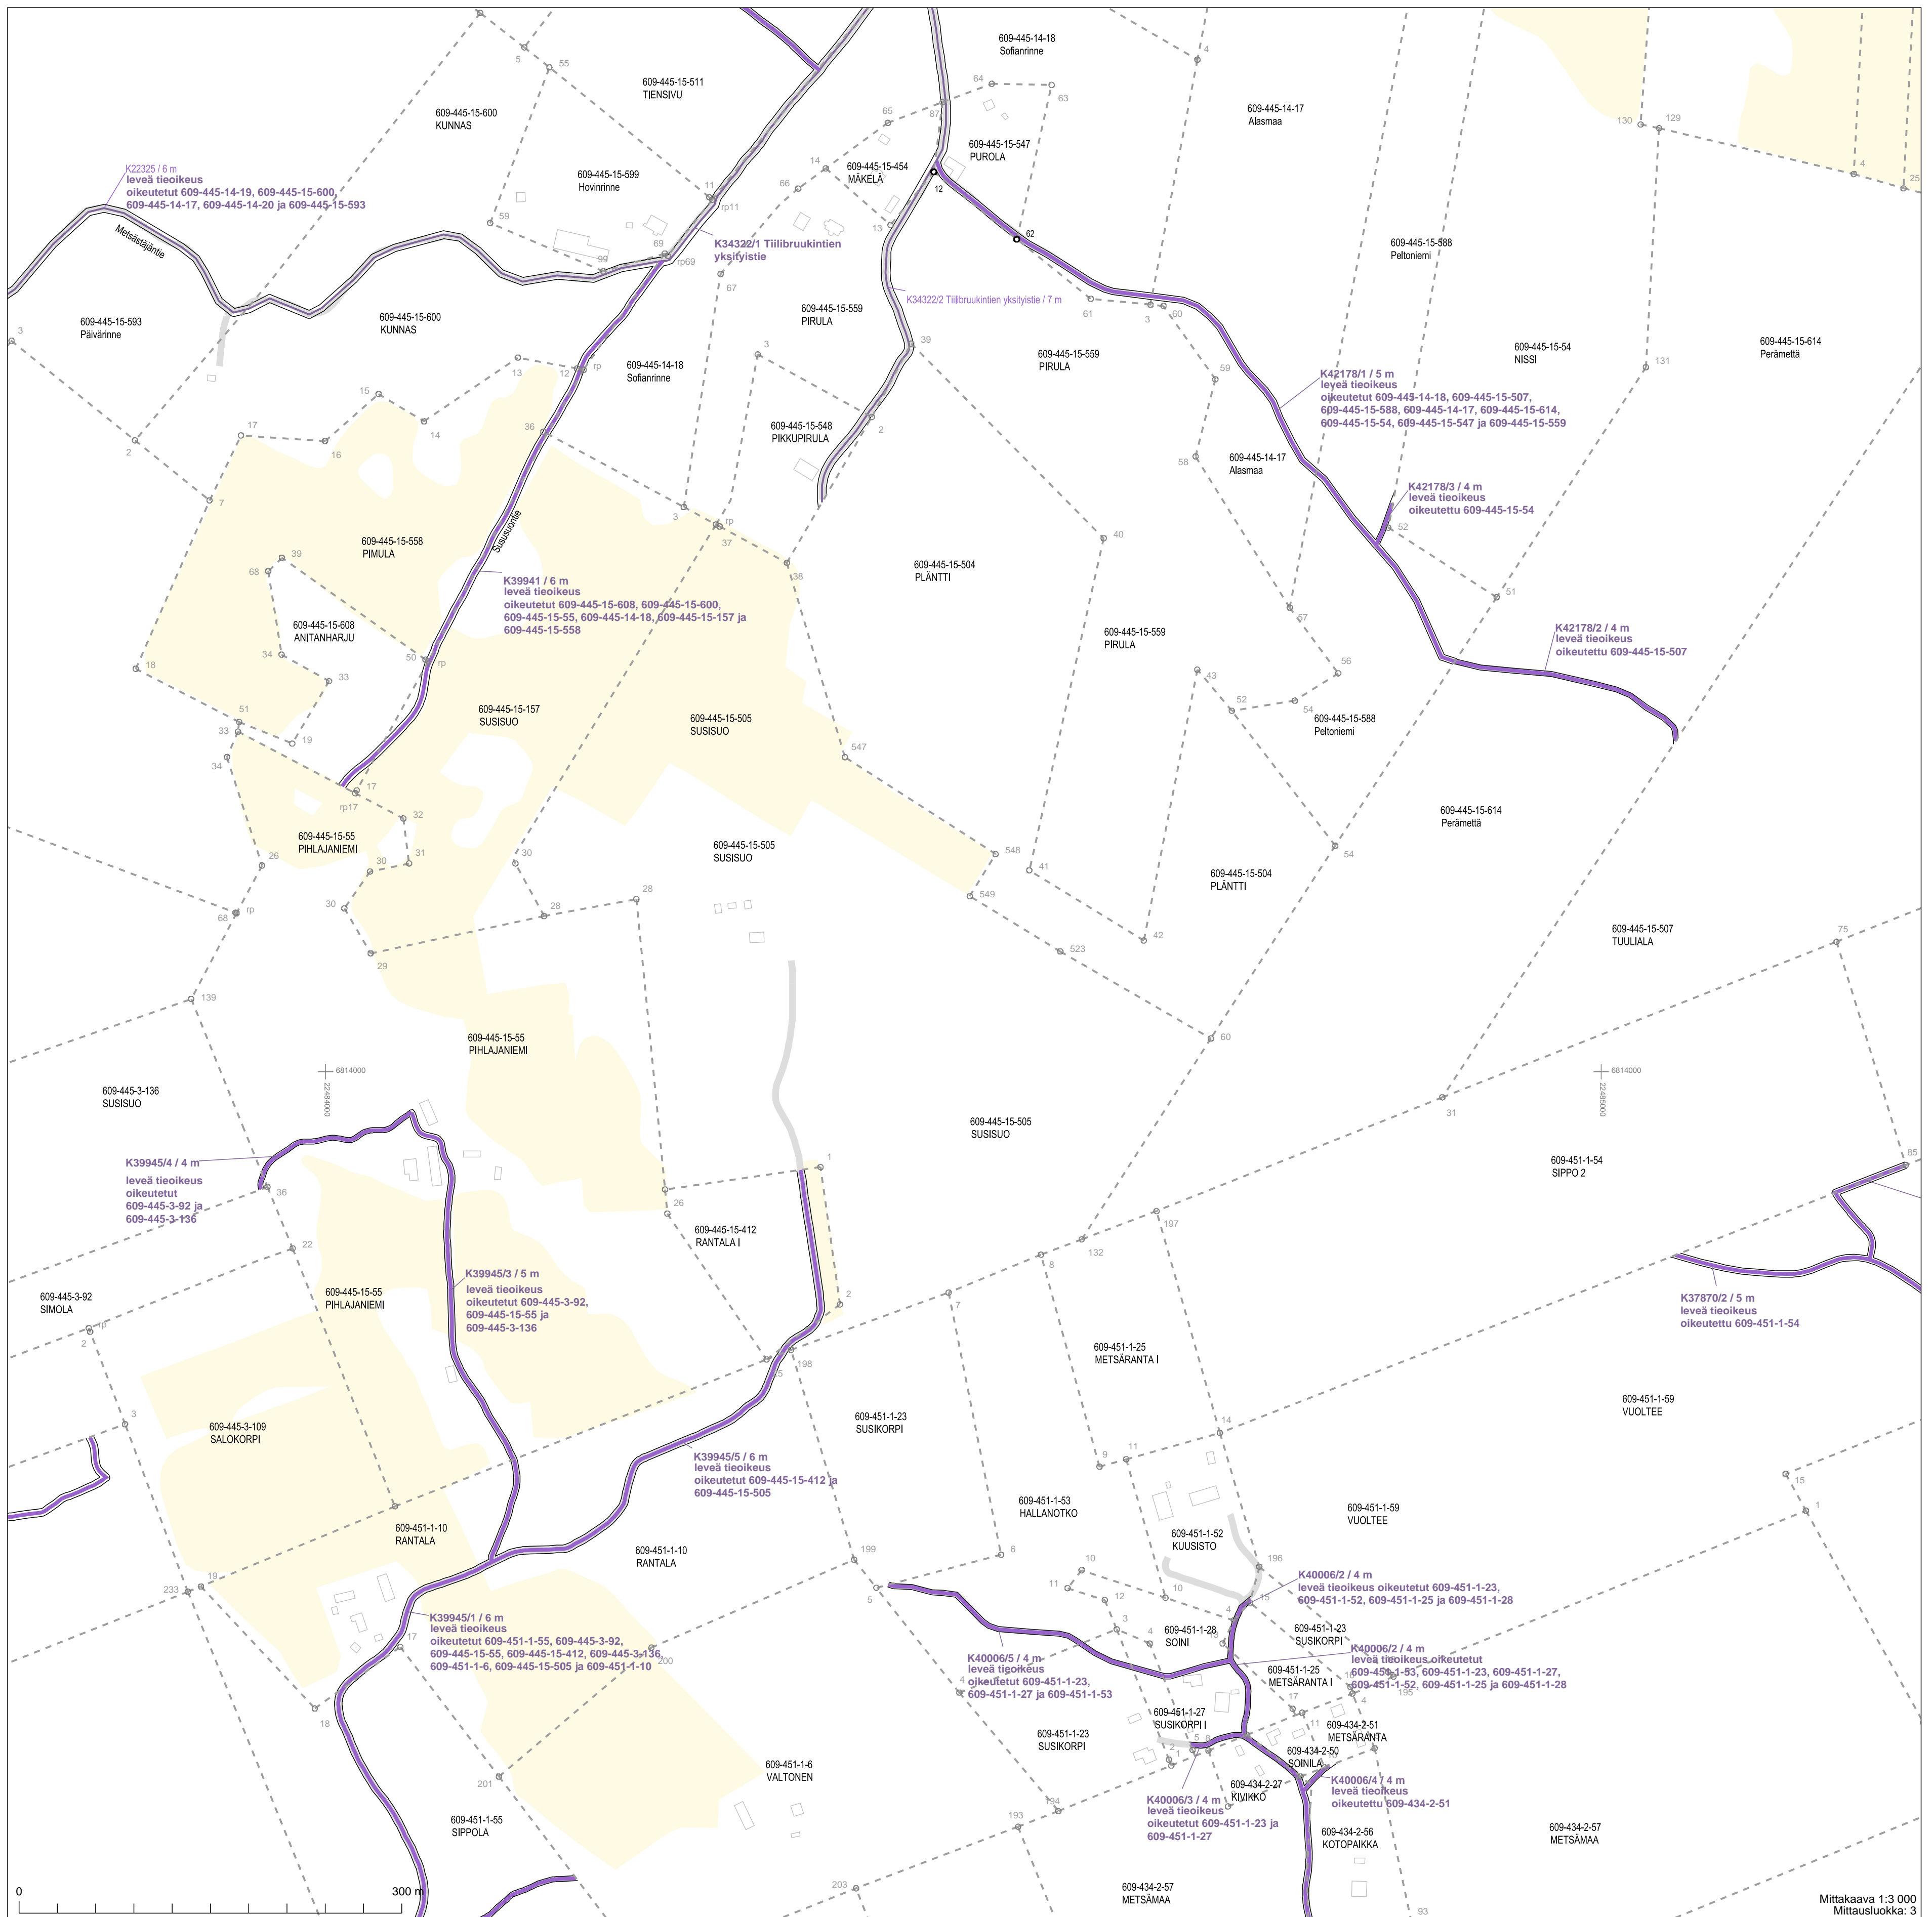 609-445-14-18
Sofianrinne
609-445-15-511
TIENSIVU
609-445-15-600
KUNNAS
609-445-14-17
Alasmaa
609-445-15-547
PUROLA
609-445-15-454
MÄKELÄ
609-445-15-599
Hovinrinne
K22325 / 6 m
leveä tieoikeus
oikeutetut 609-445-14-19, 609-445-15-600,
609-445-14-17, 609-445-14-20 ja 609-445-15-593
Metsästäjäntie
K34322/1 Tiilibruukintien
yksityistie
K34322/2 Tiilibruukintien yksityistie / 7 m
609-445-15-588
Peltoniemi
609-445-15-593
Päivärinne
609-445-15-600
KUNNAS
609-445-15-559
PIRULA
609-445-15-559
PIRULA
609-445-14-18
Sofianrinne
609-445-15-54
NISSI
609-445-15-614
Perämettä
K42178/1 / 5 m
leveä tieoikeus
oikeutetut 609-445-14-18, 609-445-15-507,
609-445-15-588, 609-445-14-17, 609-445-15-614,
609-445-15-54, 609-445-15-547 ja 609-445-15-559
609-445-15-548
PIKKUPIRULA
609-445-14-17
Alasmaa
K42178/3 / 4 m
leveä tieoikeus
oikeutettu 609-445-15-54
Sususuontie
609-445-15-558
PIMULA
K39941 / 6 m
leveä tieoikeus
oikeutetut 609-445-15-608, 609-445-15-600,
609-445-15-55, 609-445-14-18, 609-445-15-157 ja
609-445-15-558
609-445-15-504
PLÄNTTI
609-445-15-608
ANITANHARJU
609-445-15-559
PIRULA
K42178/2 / 4 m
leveä tieoikeus
oikeutettu 609-445-15-507
609-445-15-157
SUSISUO
609-445-15-505
SUSISUO
609-445-15-588
Peltoniemi
609-445-15-614
Perämettä
609-445-15-55
PIHLAJANIEMI
609-445-15-505
SUSISUO
609-445-15-504
PLÄNTTI
609-445-15-507
TUULIALA
609-445-15-55
PIHLAJANIEMI
6814000
22484000
6814000
22485000
609-445-3-136
SUSISUO
609-445-15-505
SUSISUO
K39945/4 / 4 m
leveä tieoikeus
oikeutetut
609-445-3-92 ja
609-445-3-136
609-451-1-54
SIPPO 2
609-445-15-412
RANTALA I
K39945/3 / 5 m
leveä tieoikeus
oikeutetut 609-445-3-92,
609-445-15-55 ja
609-445-3-136
609-445-3-92
SIMOLA
609-445-15-55
PIHLAJANIEMI
K37870/2 / 5 m
leveä tieoikeus
oikeutettu 609-451-1-54
609-451-1-25
METSÄRANTA I
609-451-1-59
VUOLTEE
609-445-3-109
SALOKORPI
609-451-1-23
SUSIKORPI
K39945/5 / 6 m
leveä tieoikeus
oikeutetut 609-445-15-412 ja
609-445-15-505
609-451-1-53
HALLANOTKO
609-451-1-59
VUOLTEE
609-451-1-10
RANTALA
609-451-1-52
KUUSISTO
609-451-1-10
RANTALA
K40006/2 / 4 m
leveä tieoikeus oikeutetut 609-451-1-23,
609-451-1-52, 609-451-1-25 ja 609-451-1-28
K39945/1 / 6 m
leveä tieoikeus
oikeutetut 609-451-1-55, 609-445-3-92,
609-445-15-55, 609-445-15-412, 609-445-3-136,
609-451-1-6, 609-445-15-505 ja 609-451-1-10
609-451-1-28
SOINI
609-451-1-23
SUSIKORPI
K40006/2 / 4 m
leveä tieoikeus oikeutetut
609-451-1-53, 609-451-1-23, 609-451-1-27,
609-451-1-52, 609-451-1-25 ja 609-451-1-28
K40006/5 / 4 m
leveä tieoikeus
oikeutetut 609-451-1-23,
609-451-1-27 ja 609-451-1-53
609-451-1-25
METSÄRANTA I
609-451-1-27
SUSIKORPI I
609-451-1-23
SUSIKORPI
609-434-2-51
METSÄRANTA
609-434-2-50
SOINILA
609-451-1-6
VALTONEN
609-434-2-27
KIVIKKO
K40006/4 / 4 m
leveä tieoikeus
oikeutettu 609-434-2-51
K40006/3 / 4 m
leveä tieoikeus
oikeutetut 609-451-1-23 ja
609-451-1-27
609-451-1-55
SIPPOLA
609-434-2-56
KOTOPAIKKA
609-434-2-57
METSÄMAA
609-434-2-57
METSÄMAA
0
300 m
Mittakaava 1:3 000
Mittausluokka: 3